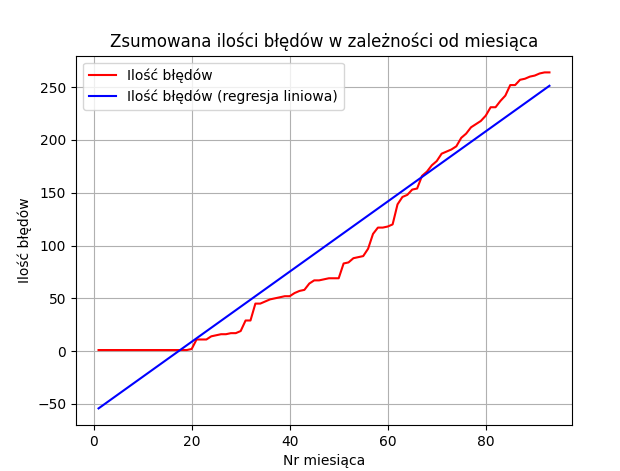 Zsumowana ilości błędów w zależności od miesiąca
Ilość błędów
Ilość błędów (regresja liniowa)
Ilość błędów
250
200
150
100
50
0
−50
0 20 40 60 80
Nr miesiąca